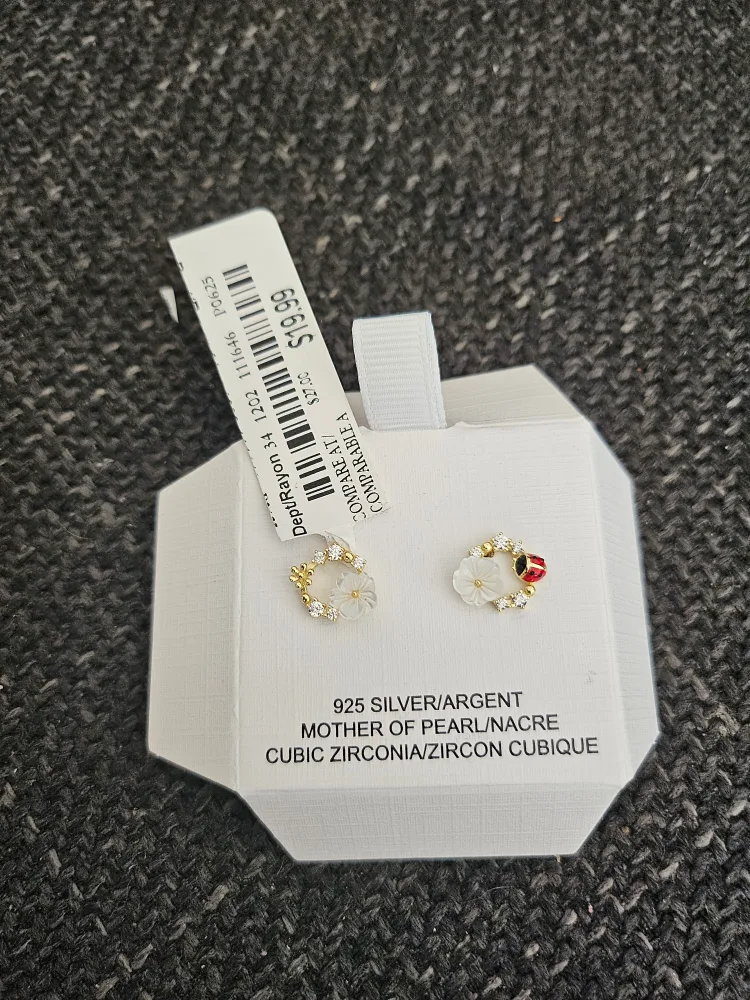 Dept/Rayon 34 1202 111646 P0625
$19.99
COMPARE AT/ $27.00
COMPARABLE A
925 SILVER/ARGENT
MOTHER OF PEARL/NACRE
CUBIC ZIRCONIA/ZIRCON CUBIQUE